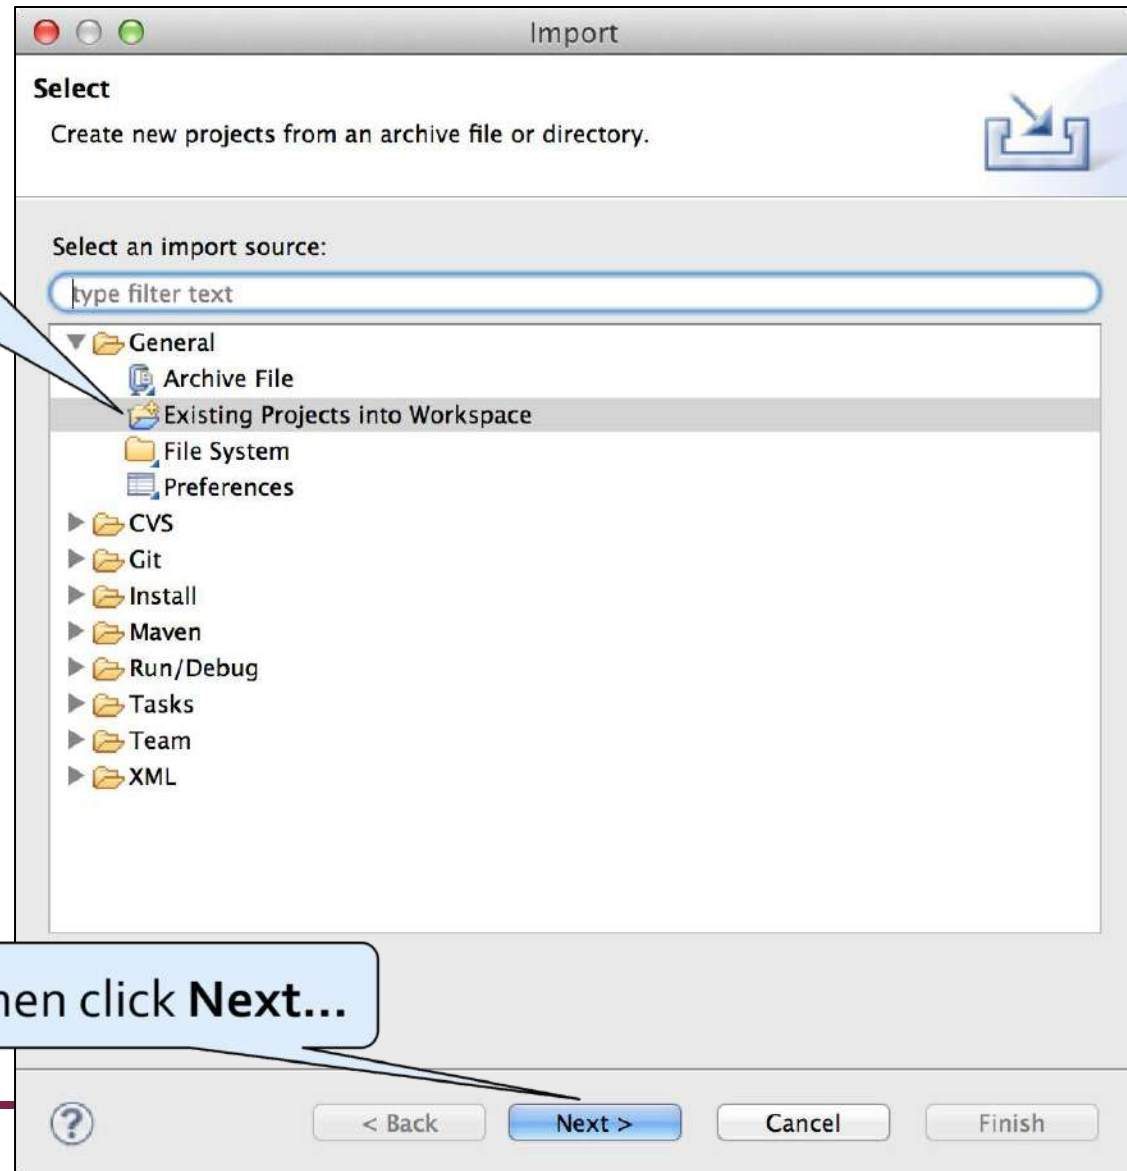 Import
Select
Create new projects from an archive file or directory.
Select an import source:
type filter text
General
Archive File
Existing Projects into Workspace
File System
Preferences
CVS
Git
Install
Maven
Run/Debug
Tasks
Team
XML
click Next...
< Back Next > Cancel Finish